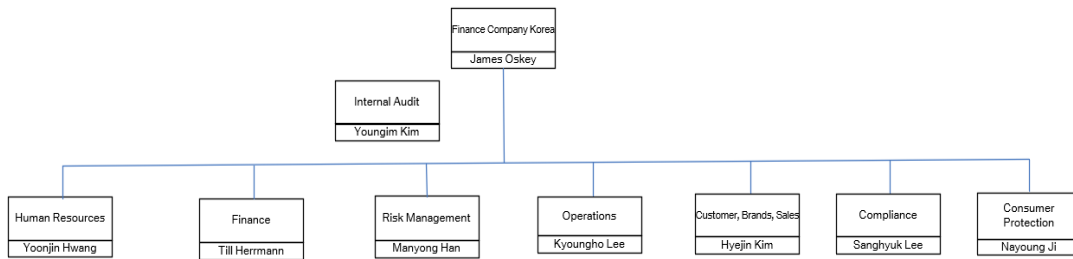 Finance Company Korea
James Oskey
Internal Audit
Youngim Kim
Human Resources
Yoonjin Hwang
Finance
Till Herrmann
Risk Management
Manyong Han
Operations
Kyoungho Lee
Customer, Brands, Sales
Hyejin Kim
Compliance
Sanghyuk Lee
Consumer
Protection
Nayoung Ji